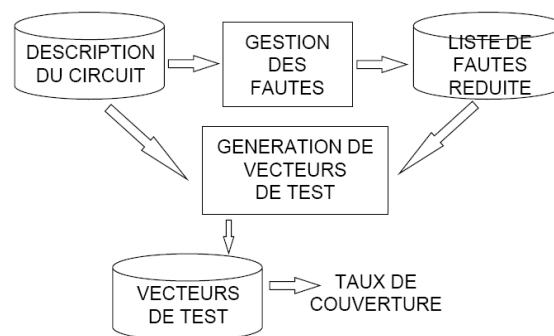 DESCRIPTION
DU CIRCUIT
GESTION
DES
FAUTES
LISTE DE
FAUTES
REDUITE
GENERATION DE
VECTEURS
DE TEST
VECTEURS
DE TEST
TAUX DE
COUVERTURE